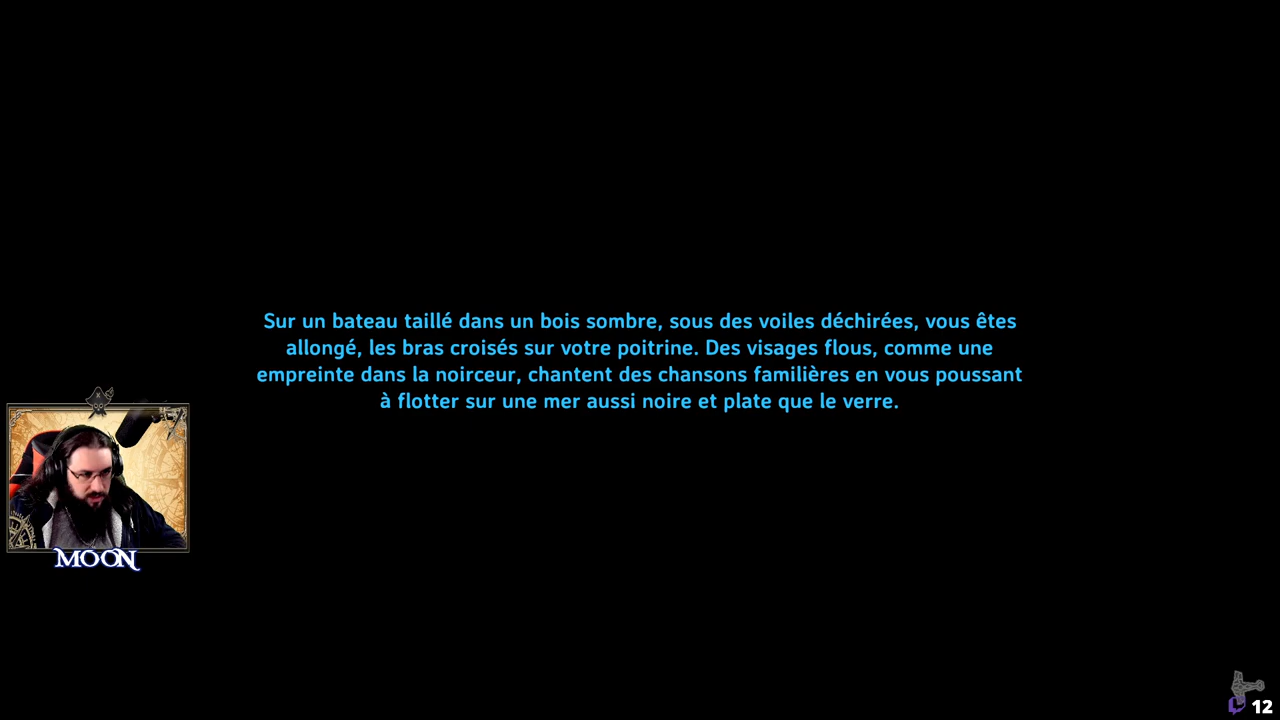 Sur un bateau taillé dans un bois sombre, sous des voiles déchirées, vous êtes
allongé, les bras croisés sur votre poitrine. Des visages flous, comme une
empreinte dans la noirceur, chantent des chansons familières en vous poussant
à flotter sur une mer aussi noire et plate que le verre.
MOON
12